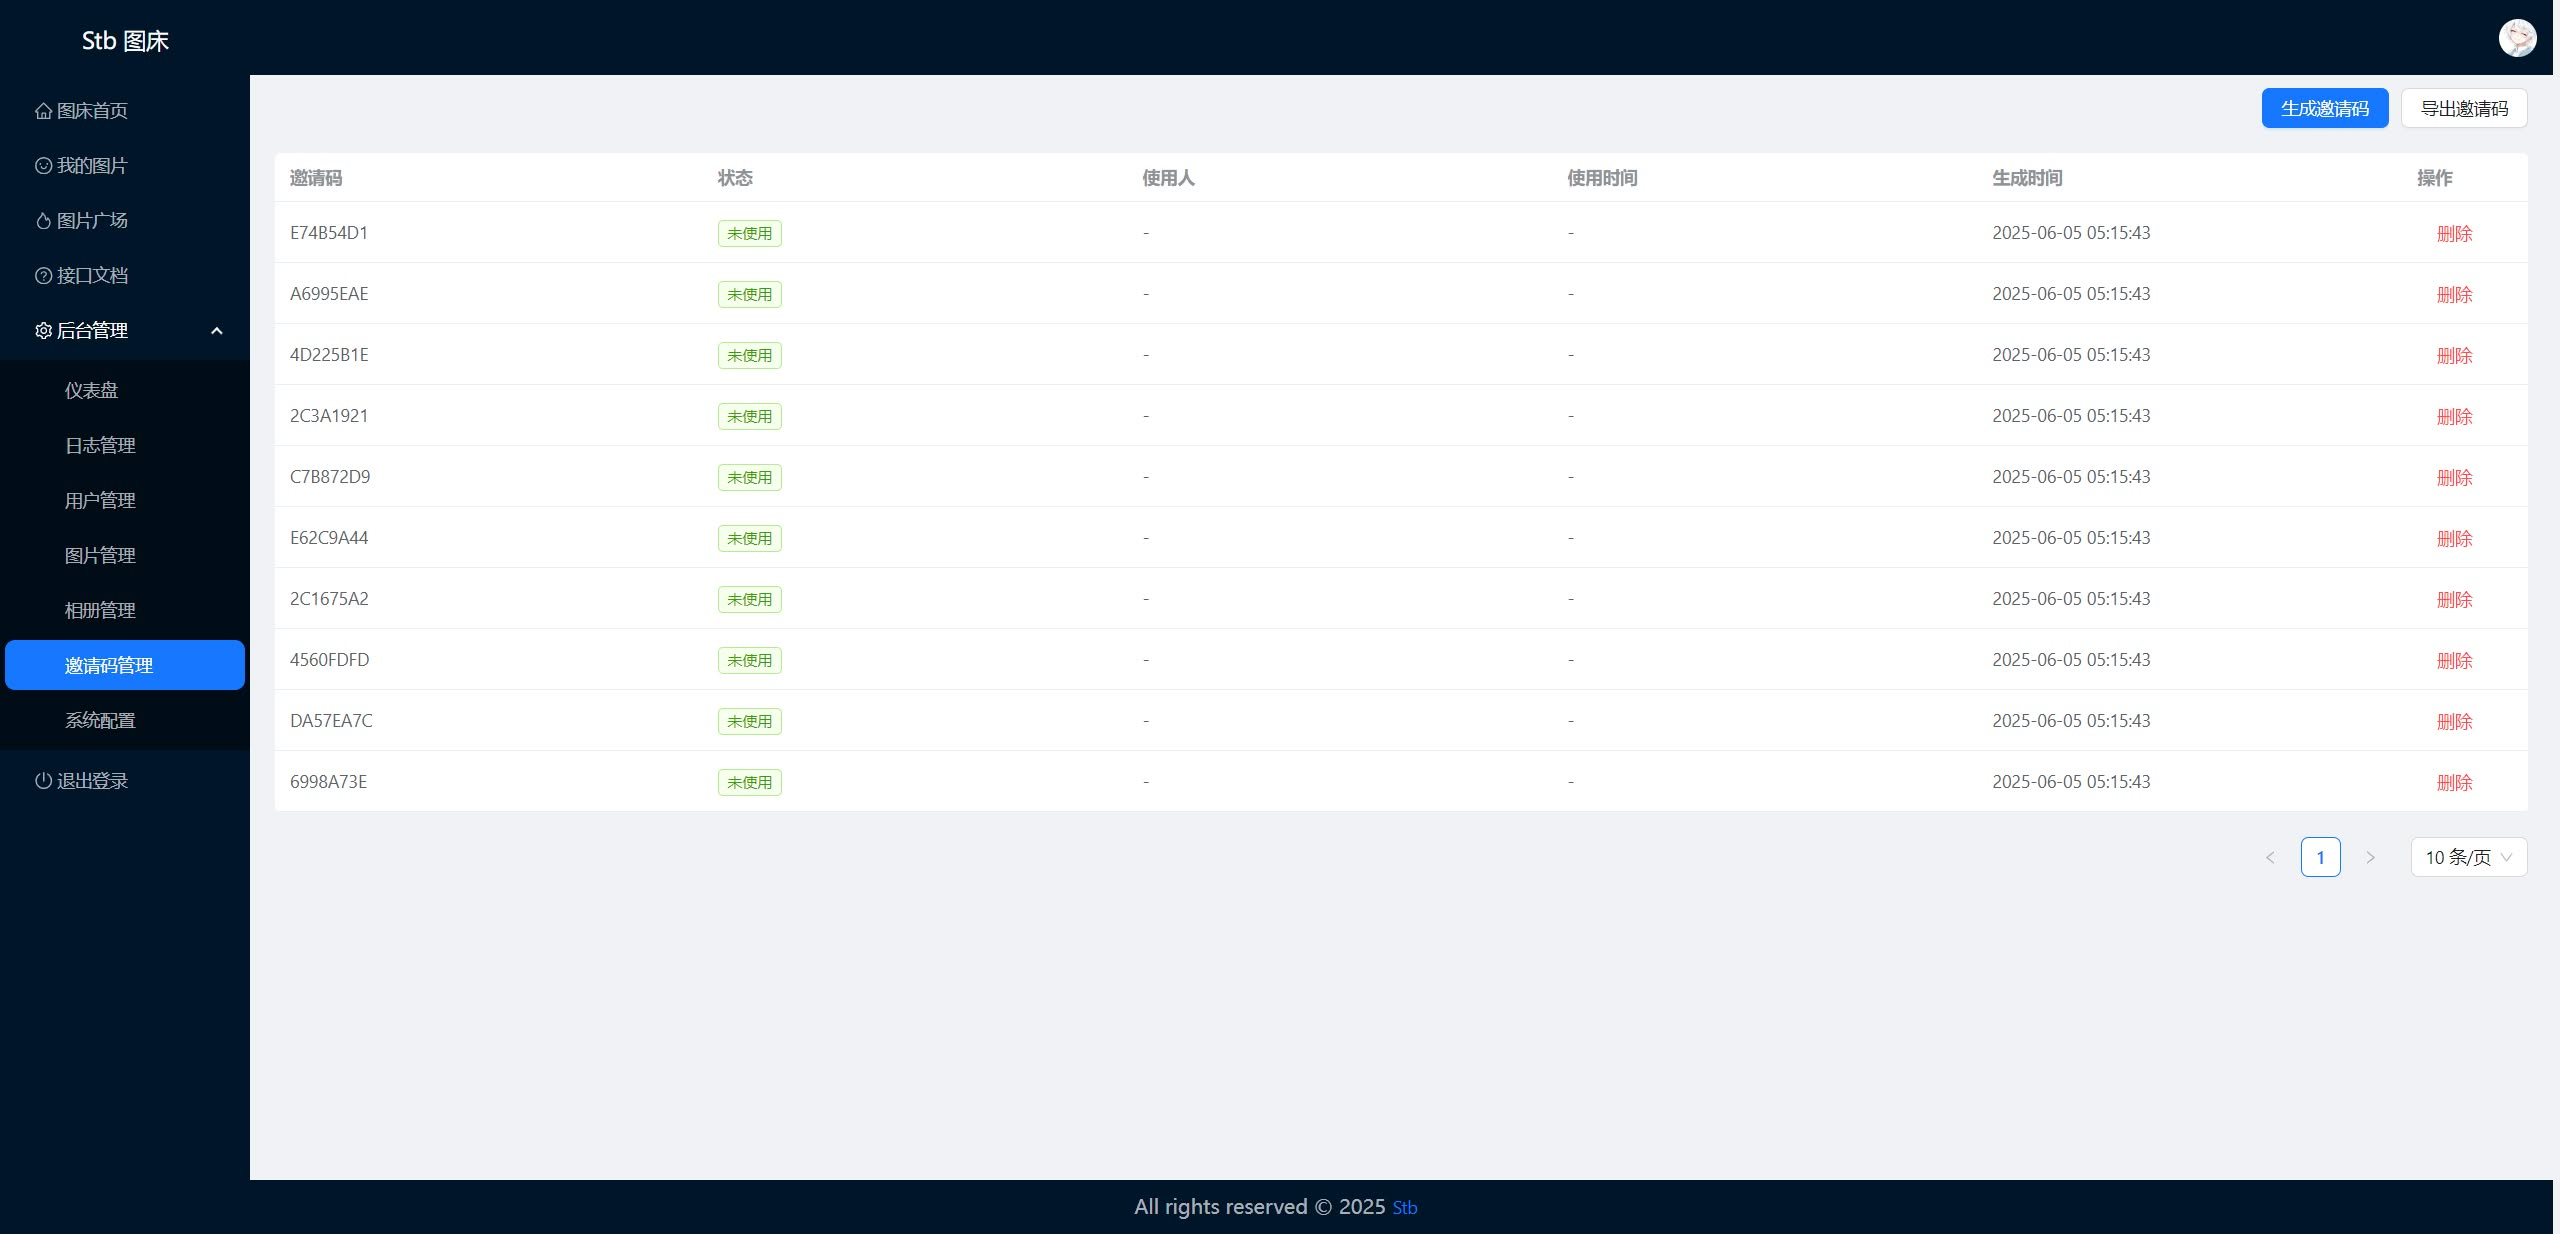 Stb 图床
图床首页
我的图片
图片广场
接口文档
后台管理
仪表盘
日志管理
用户管理
图片管理
相册管理
邀请码管理
系统配置
退出登录
生成邀请码 导出邀请码
邀请码 状态 使用人 使用时间 生成时间 操作
E74B54D1 未使用 - - 2025-06-05 05:15:43 删除
A6995EAE 未使用 - - 2025-06-05 05:15:43 删除
4D225B1E 未使用 - - 2025-06-05 05:15:43 删除
2C3A1921 未使用 - - 2025-06-05 05:15:43 删除
C7B872D9 未使用 - - 2025-06-05 05:15:43 删除
E62C9A44 未使用 - - 2025-06-05 05:15:43 删除
2C1675A2 未使用 - - 2025-06-05 05:15:43 删除
4560FDFD 未使用 - - 2025-06-05 05:15:43 删除
DA57EA7C 未使用 - - 2025-06-05 05:15:43 删除
6998A73E 未使用 - - 2025-06-05 05:15:43 删除
< 1 > 10 条/页
All rights reserved © 2025 Stb